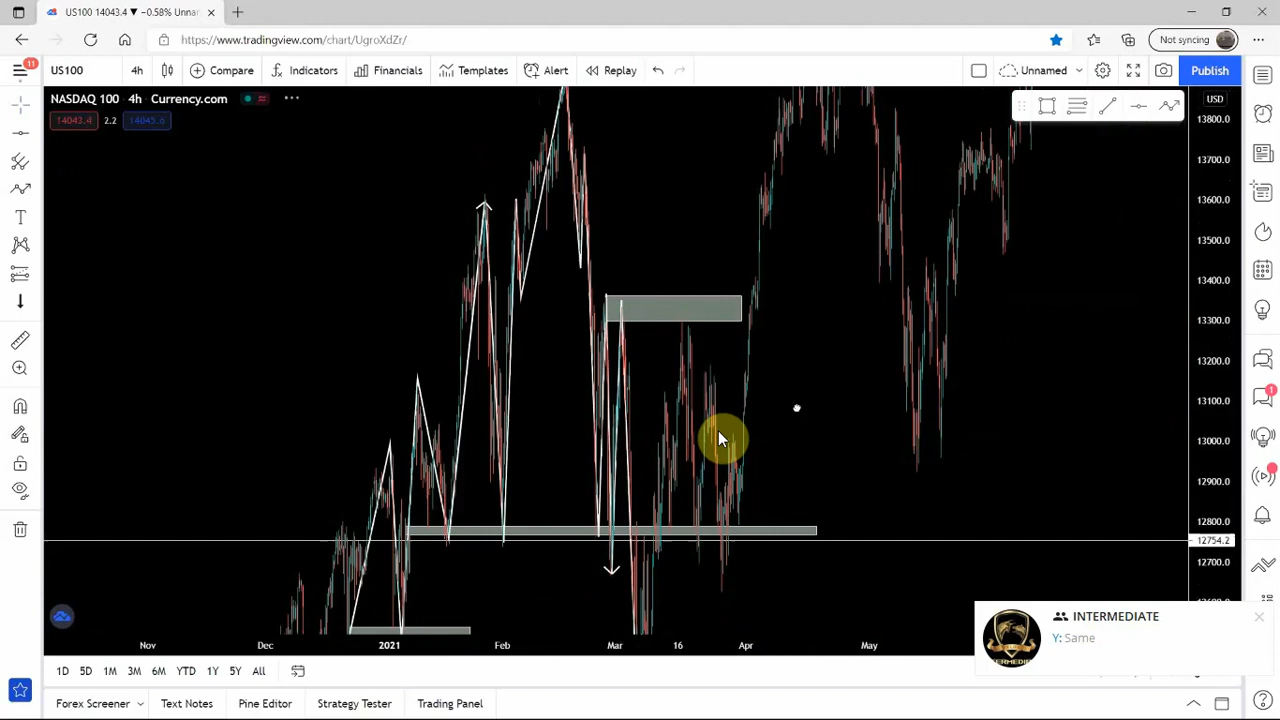 US100 14043.4 ▼ −0.58% Unna
https://www.tradingview.com/chart/UgroXdZr/
Not syncing
11
US100
4h
Compare
Indicators
Financials
Templates
Alert
Replay
Unnamed
Publish
NASDAQ 100 4h Currency.com
14043.4
2.2
14045.6
USD
13800.0
13700.0
13600.0
13500.0
13400.0
13300.0
13200.0
13100.0
13000.0
12900.0
12800.0
12754.2
12700.0
1
Nov
Dec
2021
Feb
Mar
16
Apr
May
INTERMEDIATE
Y: Same
1D
5D
1M
3M
6M
YTD
1Y
5Y
All
Forex Screener
Text Notes
Pine Editor
Strategy Tester
Trading Panel